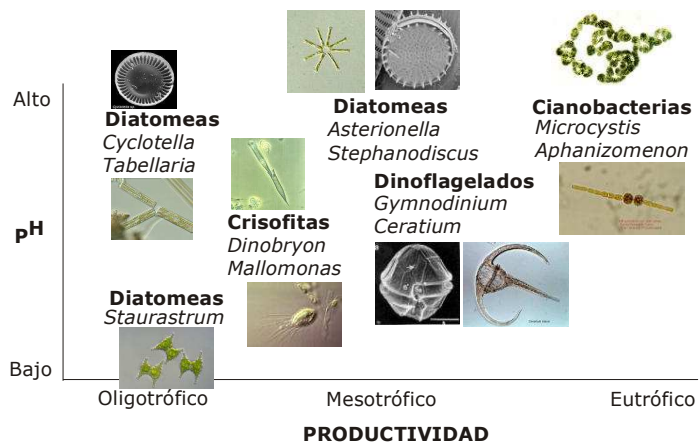 Alto
Diatomeas
Cyclotella
Tabellaria
Diatomeas
Asterionella
Stephanodiscus
Cianobacterias
Microcystis
Aphanizomenon
pH
Crisofitas
Dinobryon
Mallomonas
Dinoflagelados
Gymnodinium
Ceratium
Diatomeas
Staurastrum
Bajo
Oligotrófico
Mesotrófico
Eutrófico
PRODUCTIVIDAD